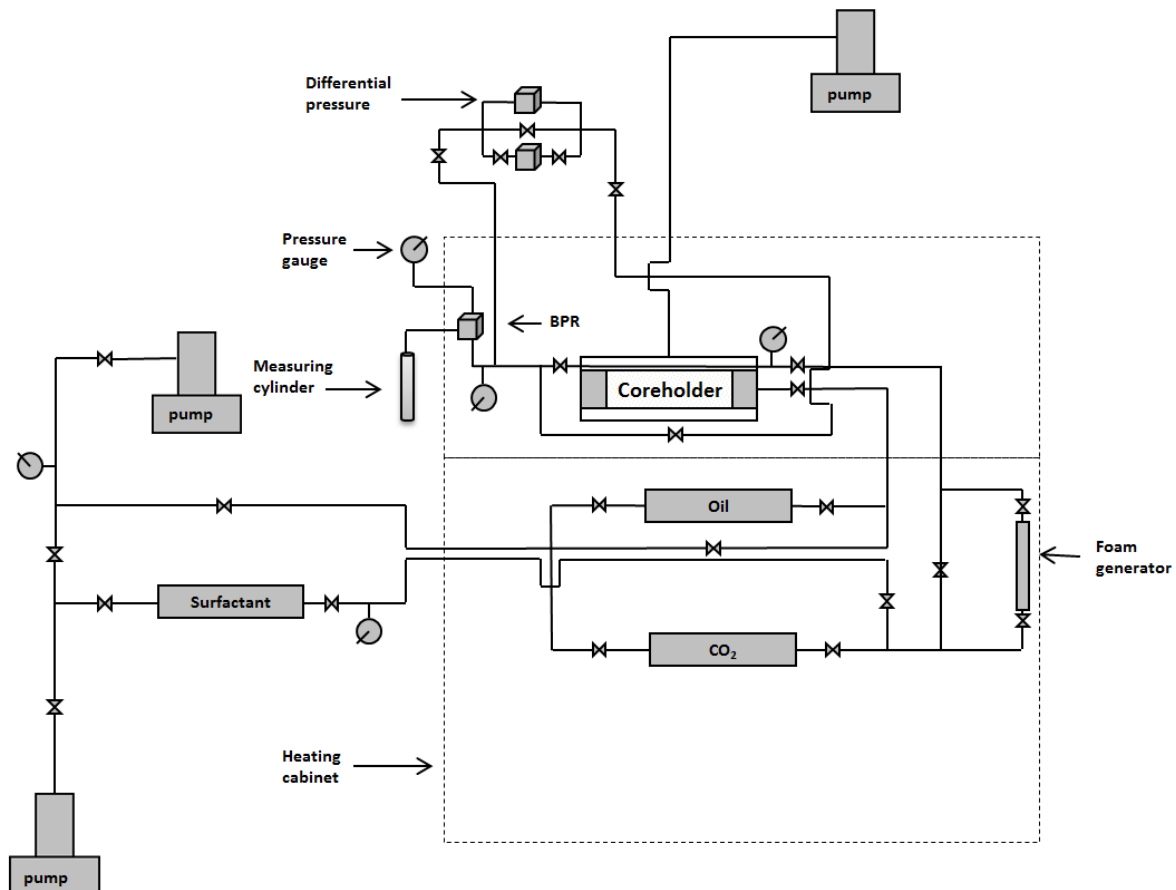 pump
Differential
pressure
Pressure
gauge
BPR
Measuring
cylinder
Coreholder
pump
Oil
Foam
generator
Surfactant
CO₂
Heating
cabinet
pump